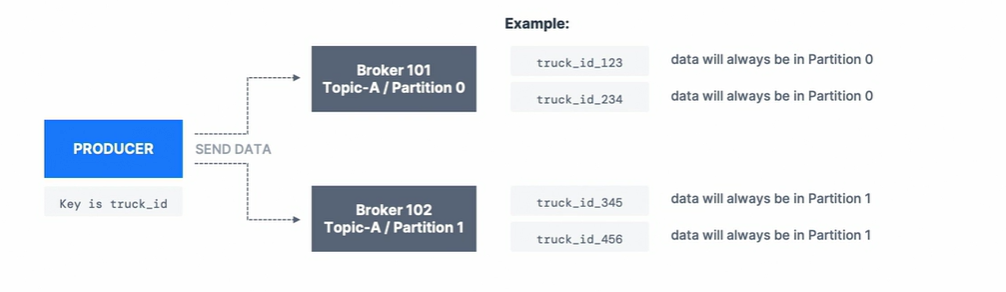 Example:
Broker 101
Topic-A / Partition 0
truck_id_123
data will always be in Partition 0
truck_id_234
data will always be in Partition 0
PRODUCER
SEND DATA
Key is truck_id
Broker 102
Topic-A / Partition 1
truck_id_345
data will always be in Partition 1
truck_id_456
data will always be in Partition 1